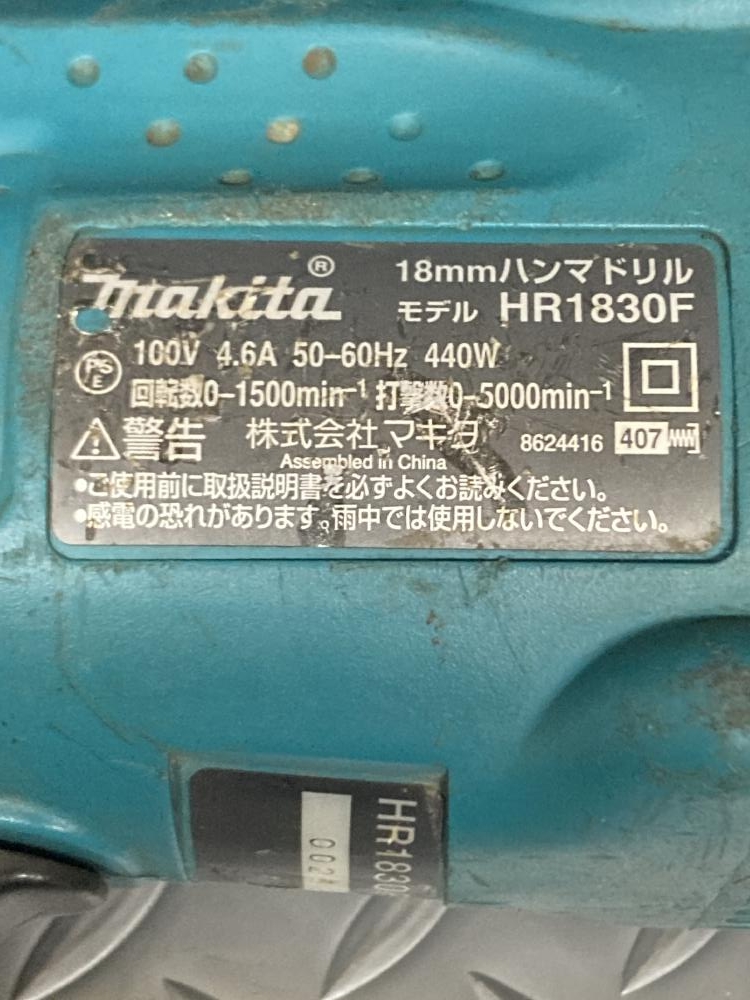 makita® 18mmハンマドリル
モデル HR1830F
PSE 100V 4.6A 50-60Hz 440W
回転数0-1500min⁻¹ 打撃数0-5000min⁻¹
警告 株式会社マキタ 8624416 407
Assembled in China
•ご使用前に取扱説明書を必ずよくお読みください。
•感電の恐れがあります。雨中では使用しないでください。
HR1830F